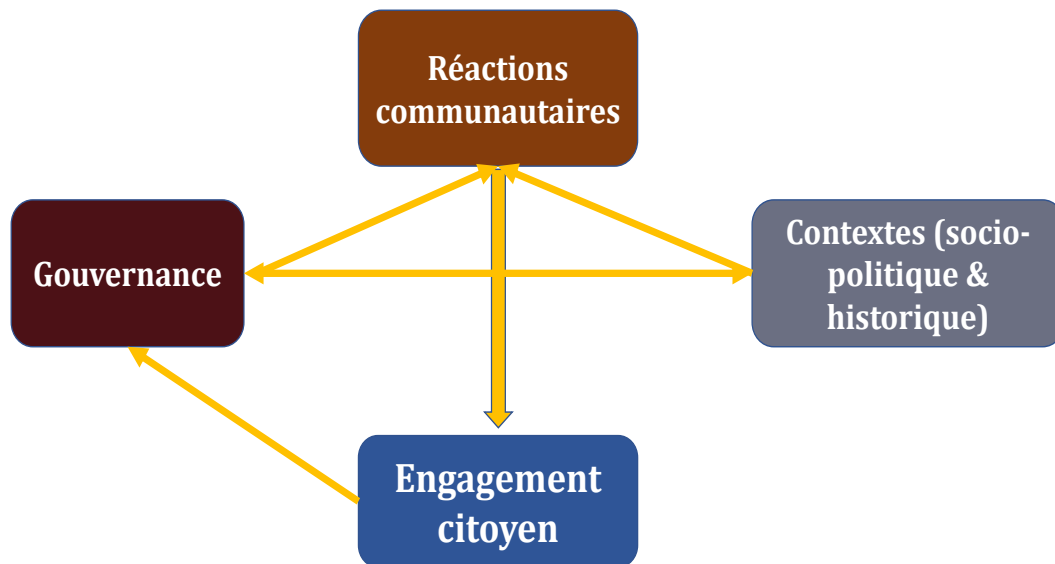 Réactions
communautaires
Gouvernance
Contextes (socio-
politique &
historique)
Engagement
citoyen